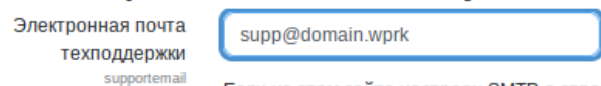 Электронная почта
техподдержки
supportemail
supp@domain.wprk